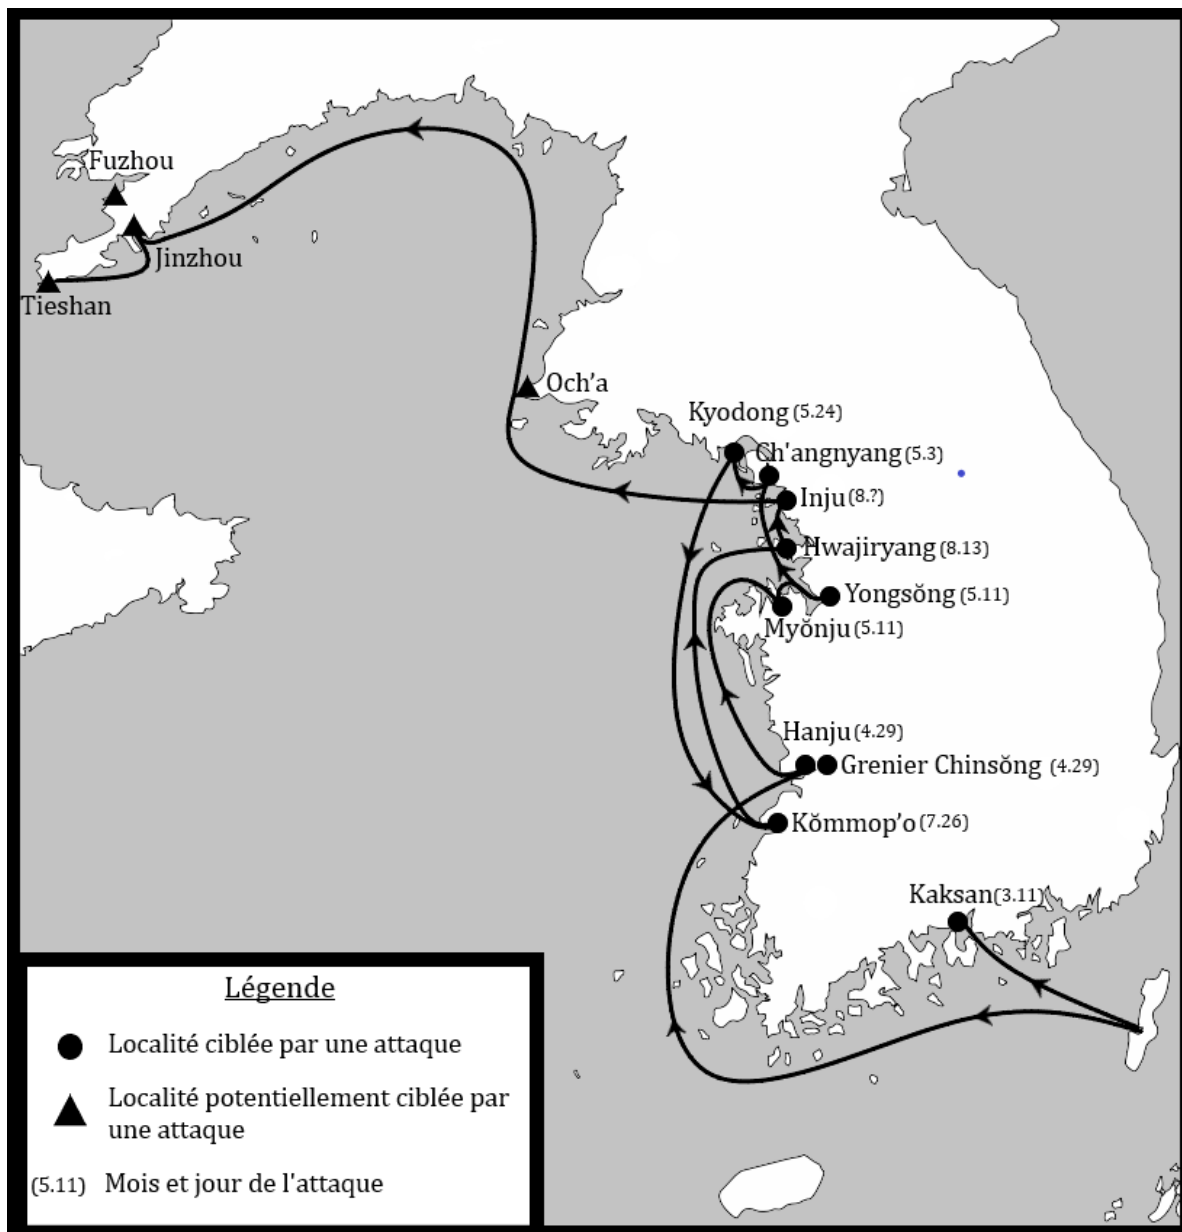 Fuzhou
Jinzhou
Tieshan
Och’a
Kyodong (5.24)
Ch'angnyang (5.3)
Inju (8.?)
Hwajiryang (8.13)
Yongsŏng (5.11)
Myŏnju (5.11)
Hanju (4.29)
Grenier Chinsŏng (4.29)
Kŏmmop’o (7.26)
Kaksan (3.11)
Légende
Localité ciblée par une attaque
Localité potentiellement ciblée par
une attaque
(5.11) Mois et jour de l'attaque